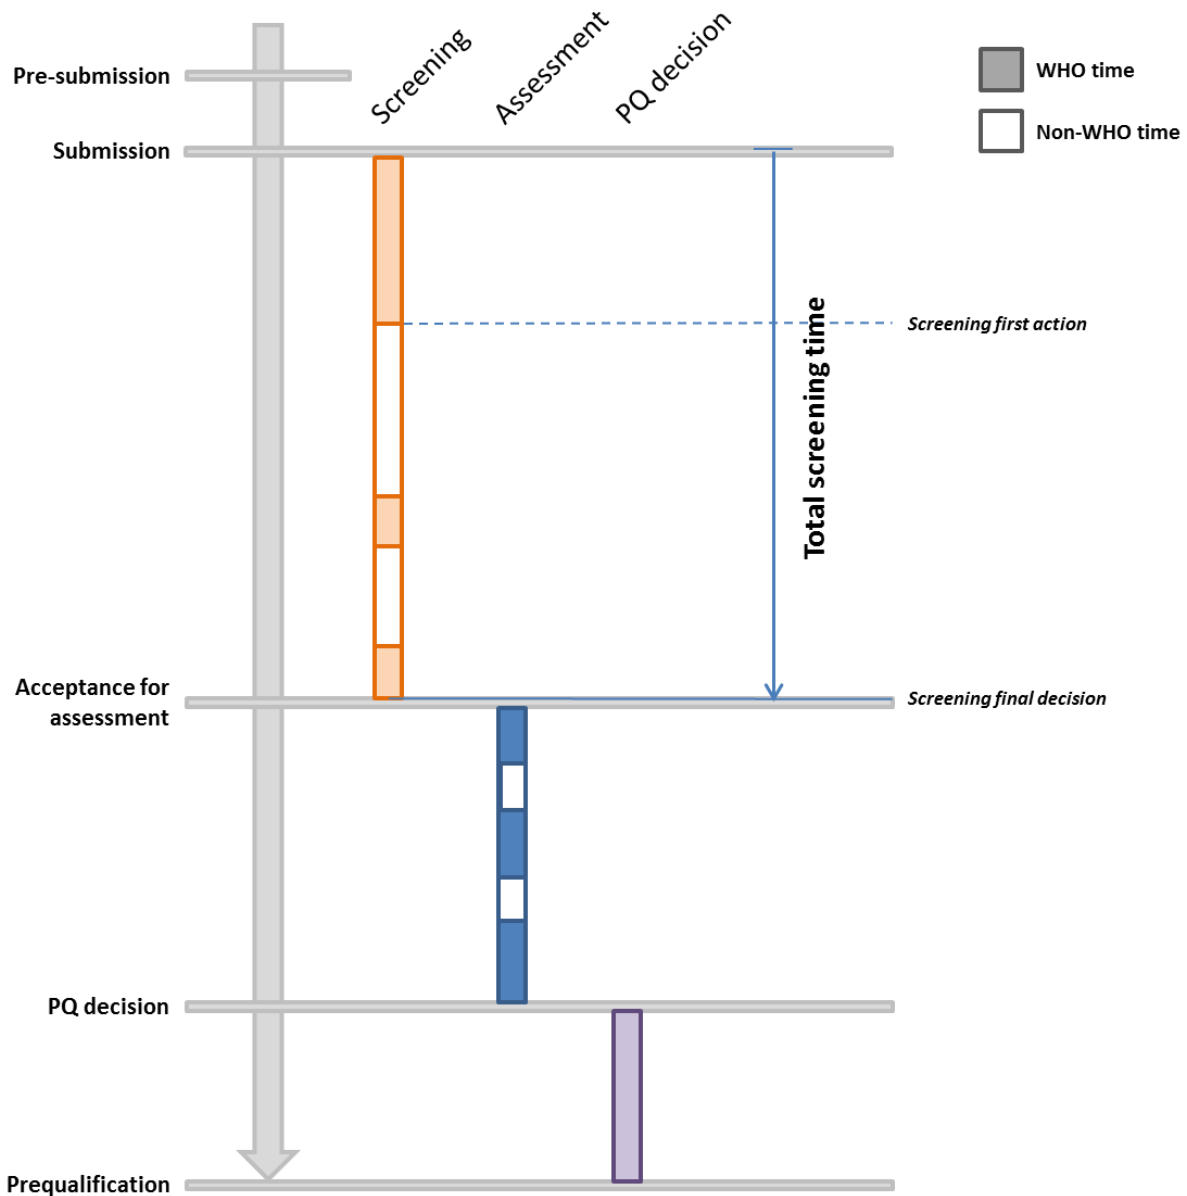 Screening
Assessment
PQ decision
WHO time
Non-WHO time
Pre-submission
Submission
Screening first action
Total screening time
Acceptance for
assessment
Screening final decision
PQ decision
Prequalification